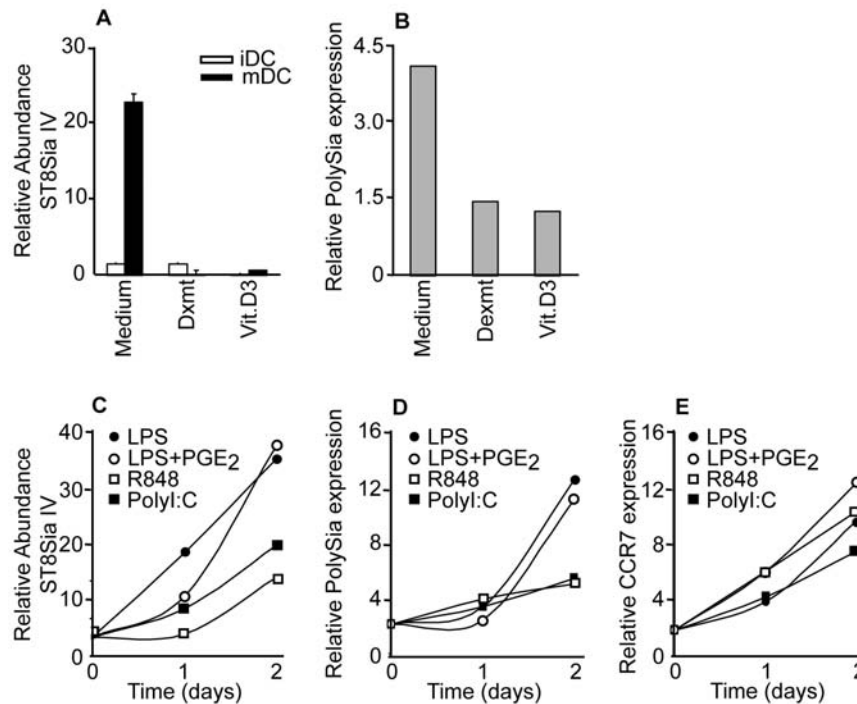 A
Relative Abundance
ST8Sia IV
30
20
10
0
iDC
mDC
Medium
Dxmt
Vit.D3
B
Relative PolySia expression
4.5
3.0
1.5
0
Medium
Dexmt
Vit.D3
C
Relative Abundance
ST8Sia IV
40
30
20
10
0
LPS
LPS+PGE2
R848
PolyI:C
0 1 2
Time (days)
D
Relative PolySia expression
16
12
8
4
0
LPS
LPS+PGE2
R848
PolyI:C
0 1 2
Time (days)
E
Relative CCR7 expression
16
12
8
4
0
LPS
LPS+PGE2
R848
PolyI:C
0 1 2
Time (days)